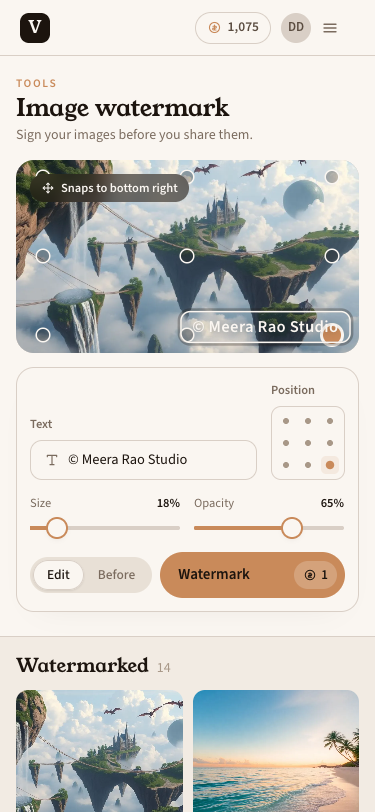 V
1,075
DD
TOOLS
Image watermark
Sign your images before you share them.
Snaps to bottom right
© Meera Rao Studio
Position
Text
© Meera Rao Studio
Size 18%
Opacity 65%
Edit
Before
Watermark
1
Watermarked 14